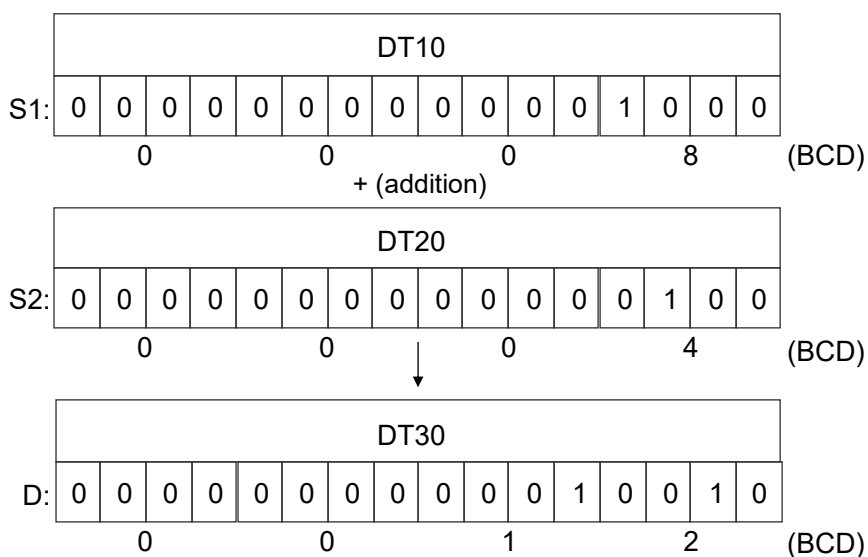 DT10
S1: 0 0 0 0 0 0 0 0 0 0 0 0 1 0 0 0
0 0 0 8 (BCD)
+ (addition)
DT20
S2: 0 0 0 0 0 0 0 0 0 0 0 0 0 1 0 0
0 0 0 4 (BCD)
DT30
D: 0 0 0 0 0 0 0 0 0 0 0 1 0 0 1 0
0 0 1 2 (BCD)